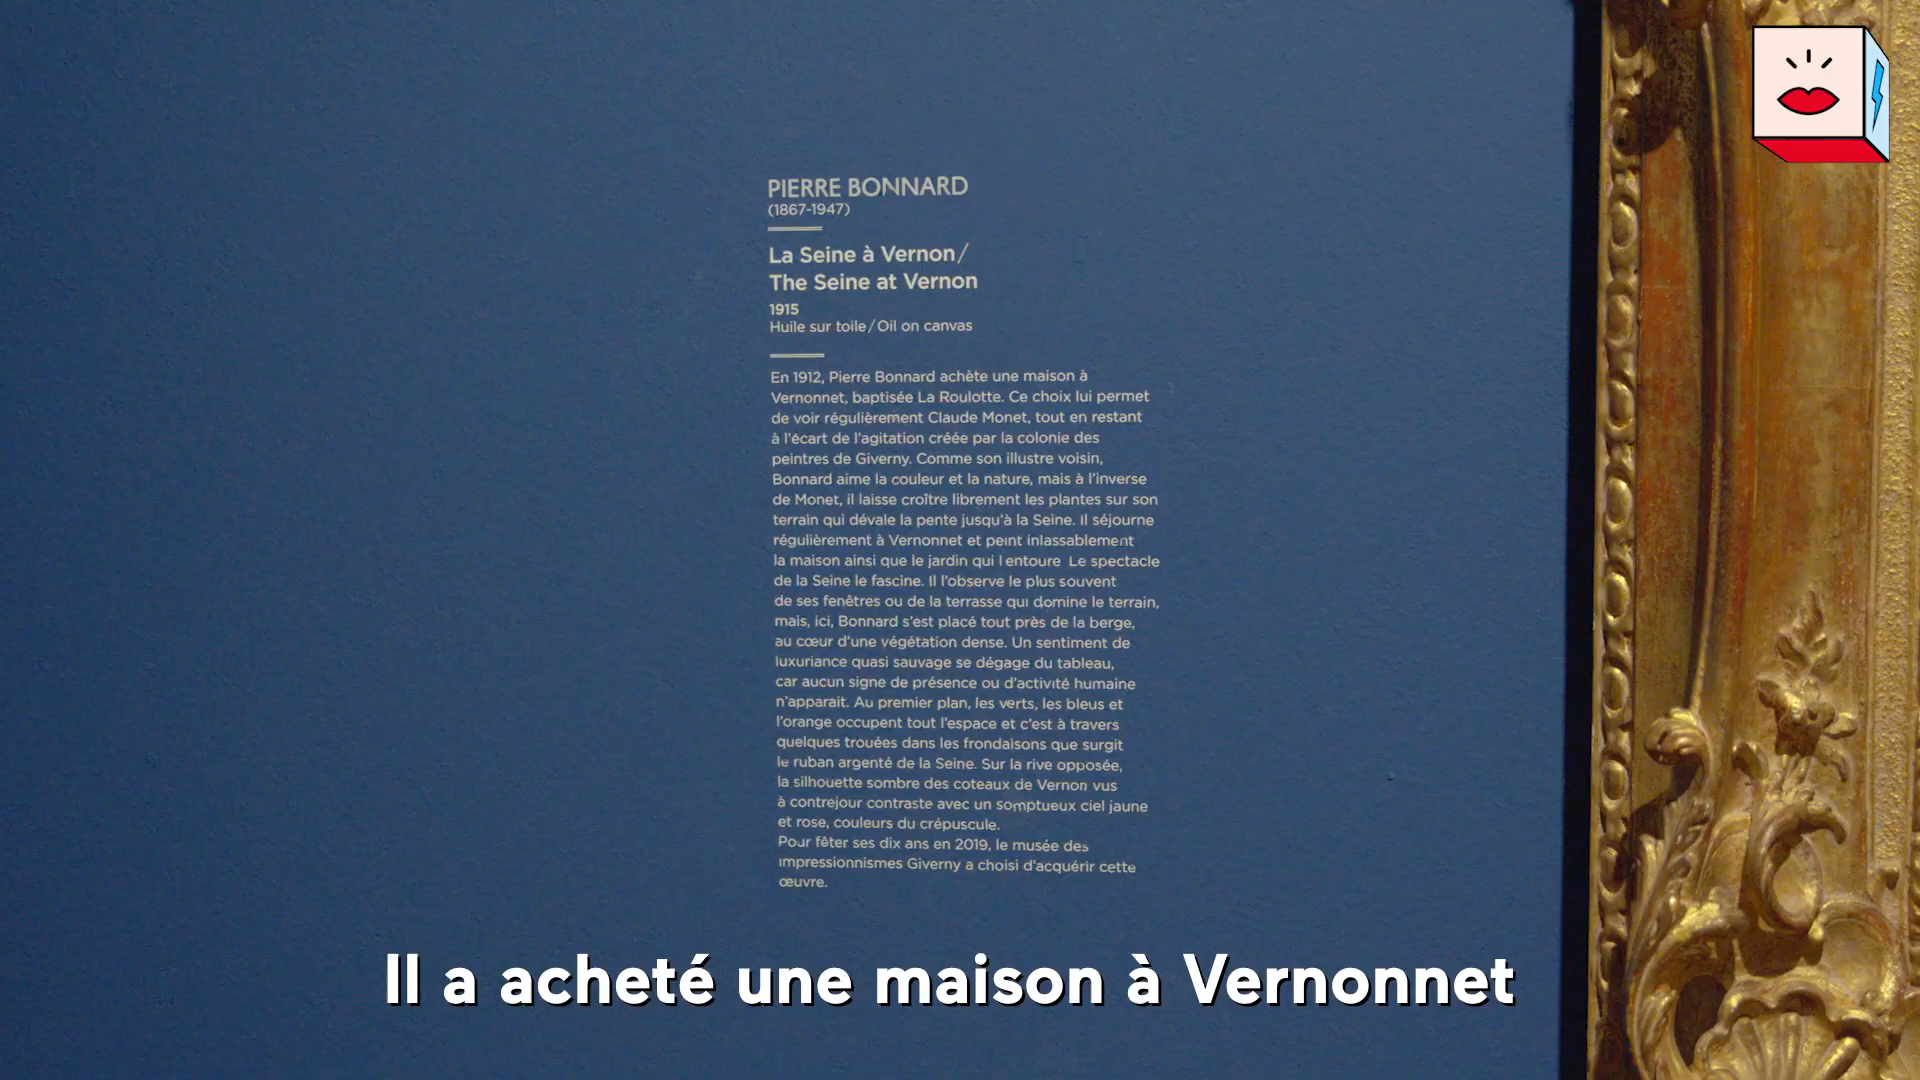 PIERRE BONNARD
(1867-1947)
La Seine à Vernon/
The Seine at Vernon
1915
Huile sur toile/Oil on canvas
En 1912, Pierre Bonnard achète une maison à
Vernonnet, baptisée La Roulotte. Ce choix lui permet
de voir régulièrement Claude Monet, tout en restant
à l'écart de l'agitation créée par la colonie des
peintres de Giverny. Comme son illustre voisin,
Bonnard aime la couleur et la nature, mais à l'inverse
de Monet, il laisse croître librement les plantes sur son
terrain qui dévale la pente jusqu'à la Seine. Il séjourne
régulièrement à Vernonnet et peint inlassablement
la maison ainsi que le jardin qui l'entoure. Le spectacle
de la Seine le fascine. Il l'observe le plus souvent
de ses fenêtres ou de la terrasse qui domine le terrain,
mais, ici, Bonnard s'est placé tout près de la berge,
au cœur d'une végétation dense. Un sentiment de
luxuriance quasi sauvage se dégage du tableau,
car aucun signe de présence ou d'activité humaine
n'apparait. Au premier plan, les verts, les bleus et
l'orange occupent tout l'espace et c'est à travers
quelques trouées dans les frondaisons que surgit
le ruban argenté de la Seine. Sur la rive opposée,
la silhouette sombre des coteaux de Vernon vus
à contrejour contraste avec un somptueux ciel jaune
et rose, couleurs du crépuscule.
Pour fêter ses dix ans en 2019, le musée des
impressionnismes Giverny a choisi d'acquérir cette
œuvre.
Il a acheté une maison à Vernonnet